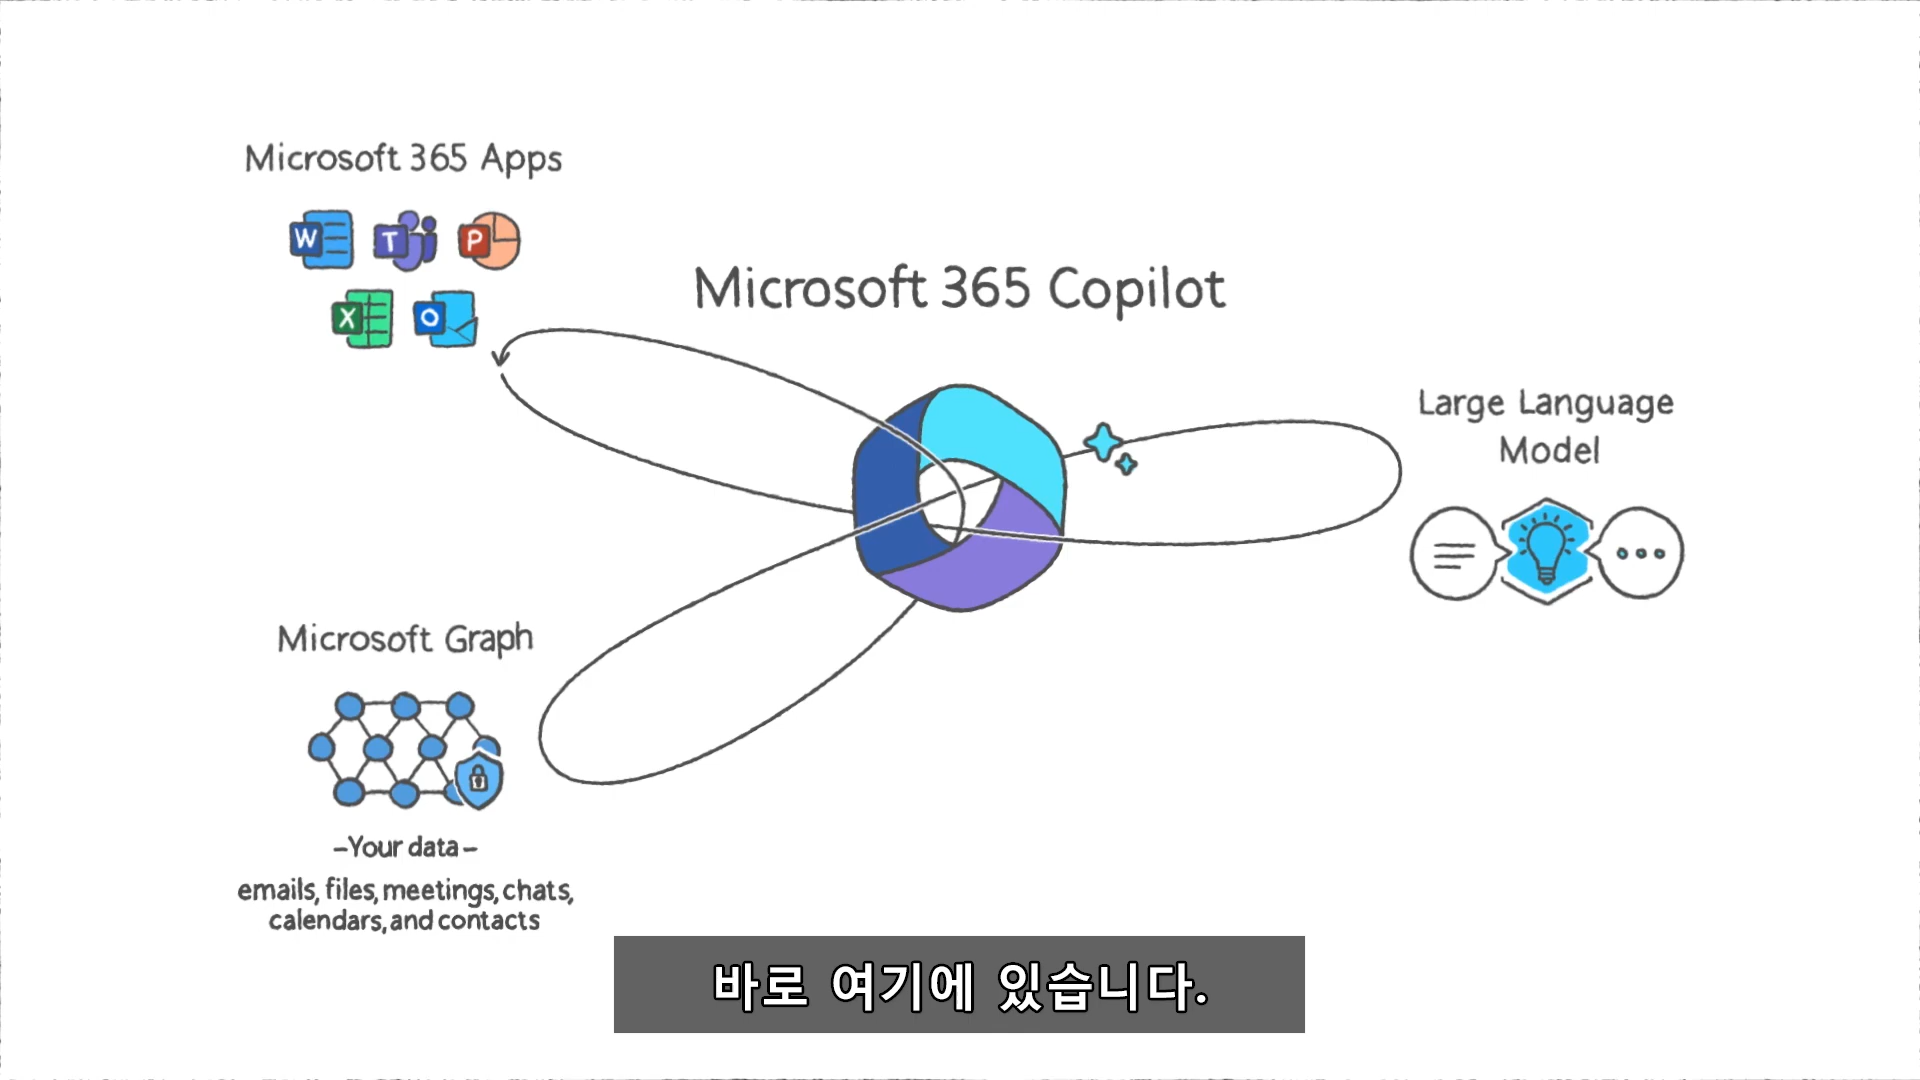 Microsoft 365 Apps
W
T
P
X
O
Microsoft 365 Copilot
Large Language
Model
Microsoft Graph
-Your data-
emails, files, meetings, chats,
calendars, and contacts
바로 여기에 있습니다.